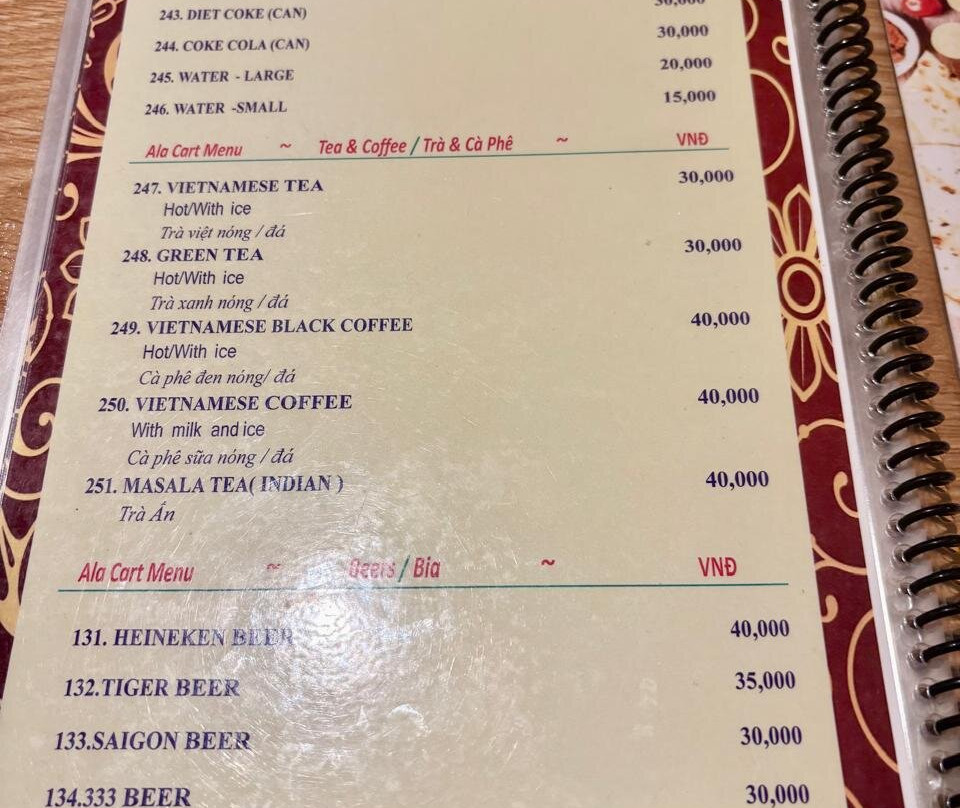 243. DIET COKE (CAN) 30,000
244. COKE COLA (CAN) 30,000
245. WATER - LARGE 20,000
246. WATER -SMALL 15,000
Ala Cart Menu ~ Tea & Coffee / Trà & Cà Phê ~ VNĐ
247. VIETNAMESE TEA 30,000
Hot/With ice
Trà việt nóng / đá
248. GREEN TEA 30,000
Hot/With ice
Trà xanh nóng / đá
249. VIETNAMESE BLACK COFFEE 40,000
Hot/With ice
Cà phê đen nóng/ đá
250. VIETNAMESE COFFEE 40,000
With milk and ice
Cà phê sữa nóng / đá
251. MASALA TEA( INDIAN ) 40,000
Trà Ấn
Ala Cart Menu ~ Beers / Bia ~ VNĐ
131. HEINEKEN BEER 40,000
132.TIGER BEER 35,000
133.SAIGON BEER 30,000
134.333 BEER 30,000